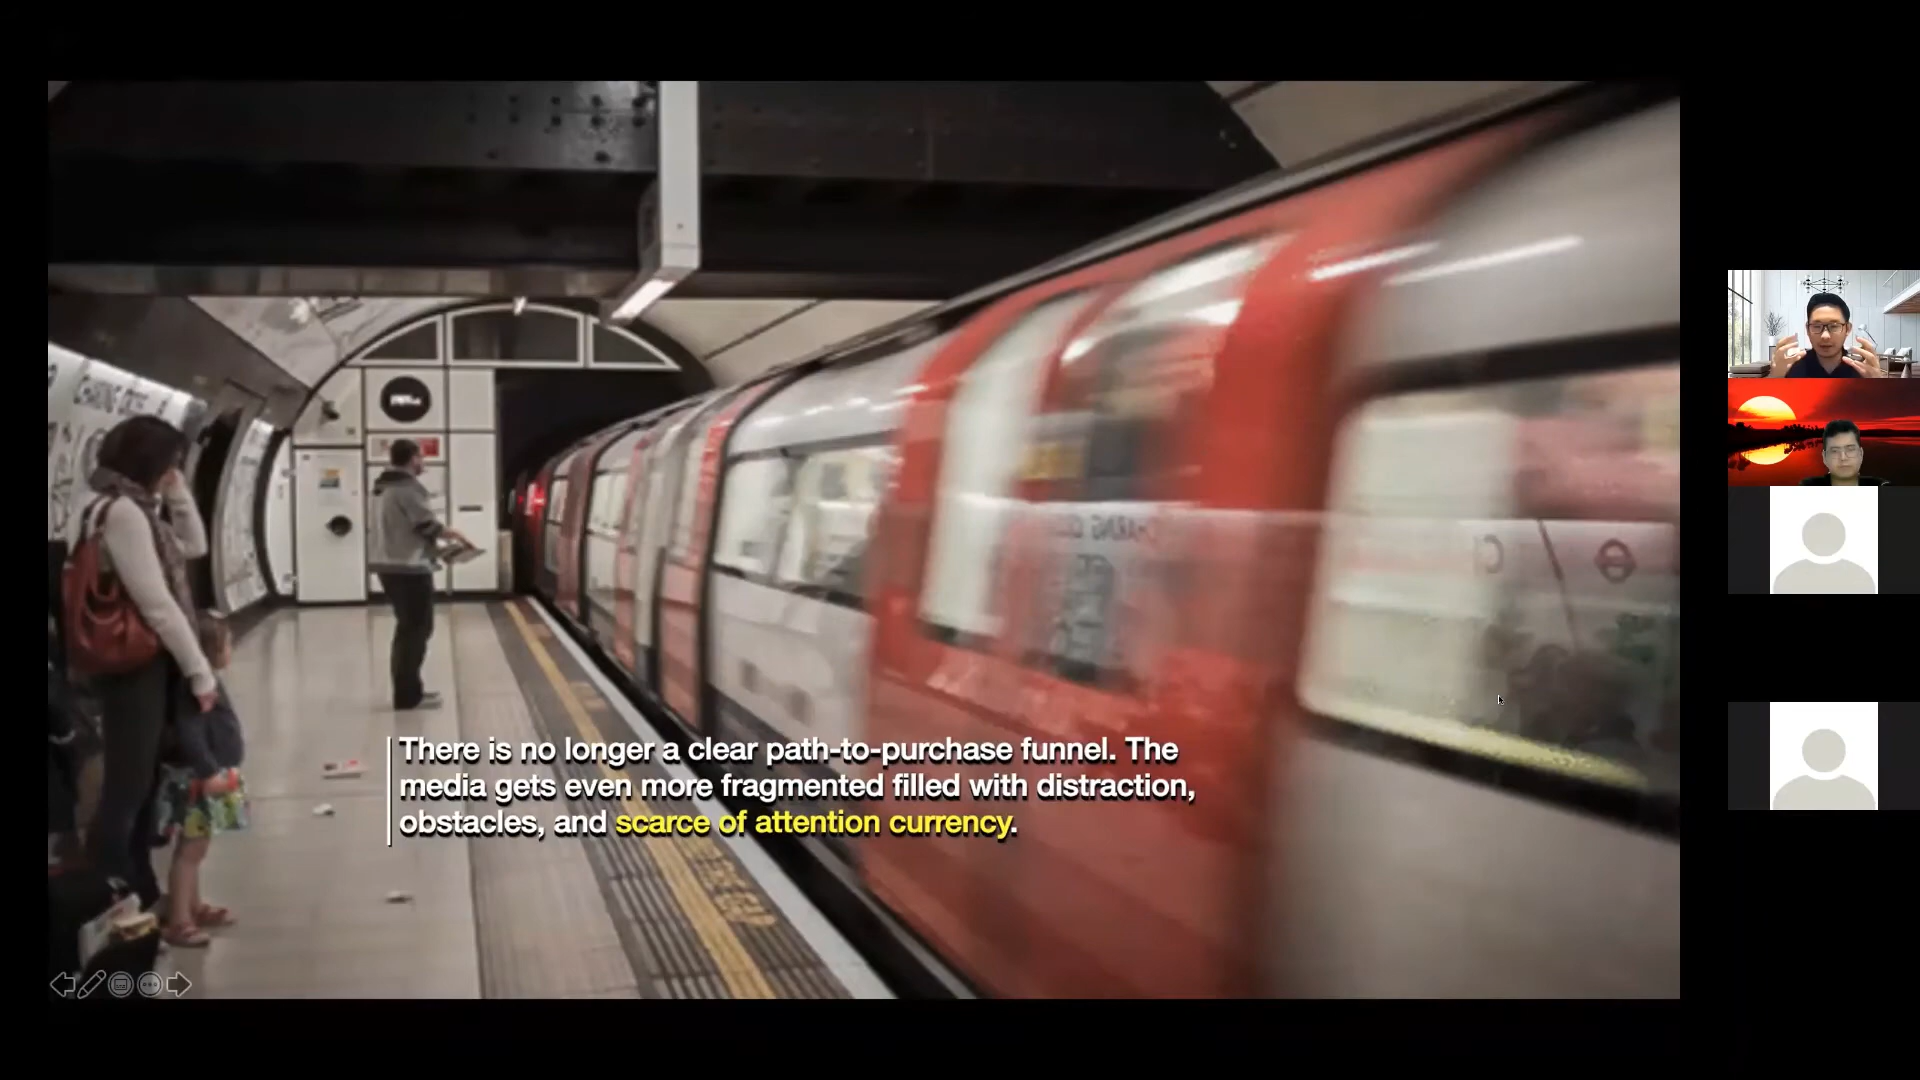 There is no longer a clear path-to-purchase funnel. The
media gets even more fragmented filled with distraction,
obstacles, and scarce of attention currency.